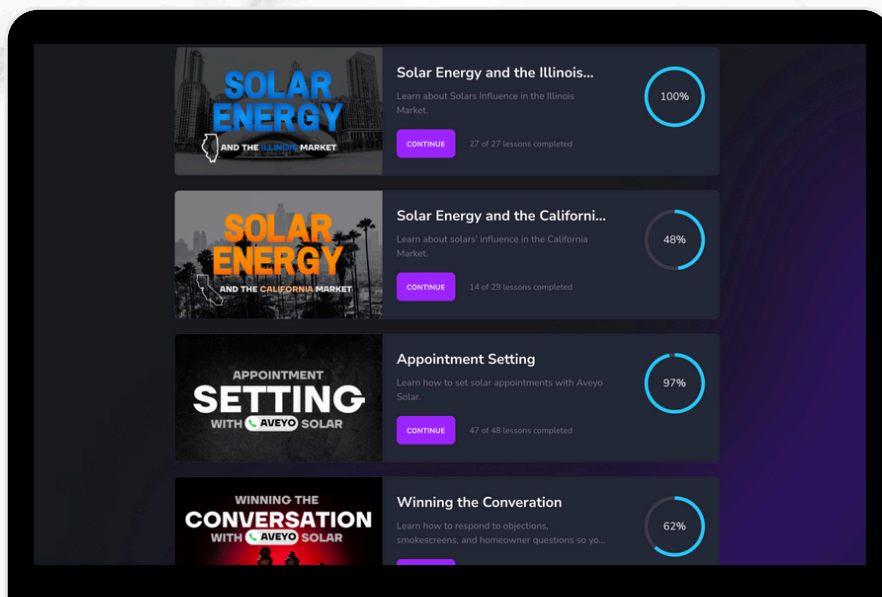 SOLAR
ENERGY
AND THE ILLINOIS MARKET
Solar Energy and the Illinois...
Learn about Solars Influence in the Illinois
Market.
CONTINUE
27 of 27 lessons completed
100%
SOLAR
ENERGY
AND THE CALIFORNIA MARKET
Solar Energy and the Californi...
Learn about solars' influence in the California
Market.
CONTINUE
14 of 29 lessons completed
48%
APPOINTMENT
SETTING
WITH AVEYO SOLAR
Appointment Setting
Learn how to set solar appointments with Aveyo
Solar.
CONTINUE
47 of 48 lessons completed
97%
WINNING THE
CONVERSATION
WITH AVEYO SOLAR
Winning the Converation
Learn how to respond to objections,
smokescreens, and homeowner questions so yo...
62%